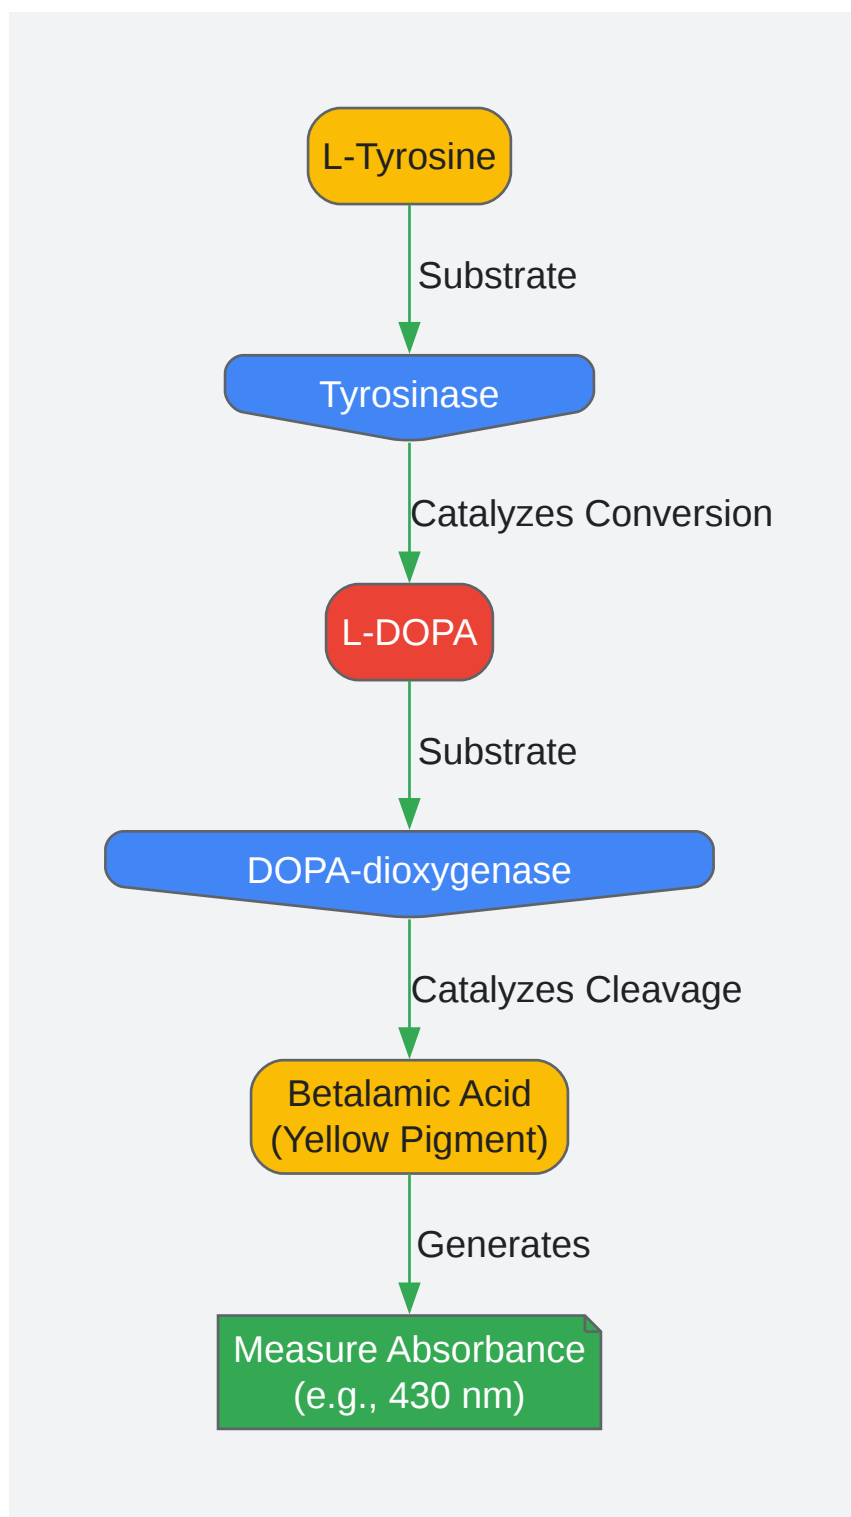 L-Tyrosine
Substrate
Tyrosinase
Catalyzes Conversion
L-DOPA
Substrate
DOPA-dioxygenase
Catalyzes Cleavage
Betalamic Acid
(Yellow Pigment)
Generates
Measure Absorbance
(e.g., 430 nm)